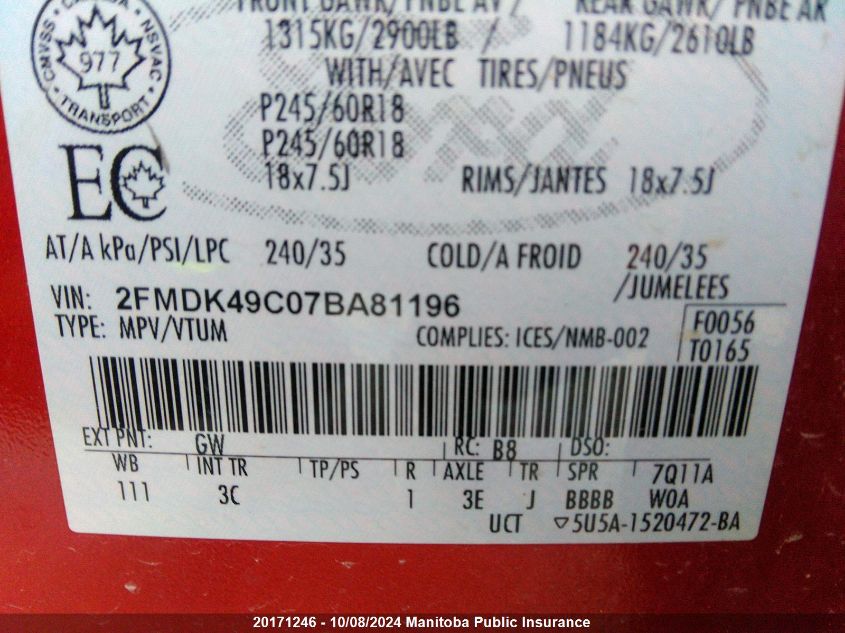 FRONT GAWR/ PNBE AV / REAR GAWR/ PNBE AR
1315KG/2900LB / 1184KG/2610LB
WITH/AVEC TIRES/PNEUS
P245/60R18
P245/60R18
18x7.5J RIMS/JANTES 18x7.5J
CMVSS NSVAC
977
TRANSPORT
EC
AT/A kPa/PSI/LPC 240/35 COLD/A FROID 240/35
/JUMELEES
VIN: 2FMDK49C07BA81196
TYPE: MPV/VTUM COMPLIES: ICES/NMB-002
F0056
T0165
EXT PNT: GW RC: B8 DSO:
WB INT TR TP/PS R AXLE TR SPR 7Q11A
111 3C 1 3E J BBBB W0A
UCT ▽5U5A-1520472-BA
20171246 - 10/08/2024 Manitoba Public Insurance